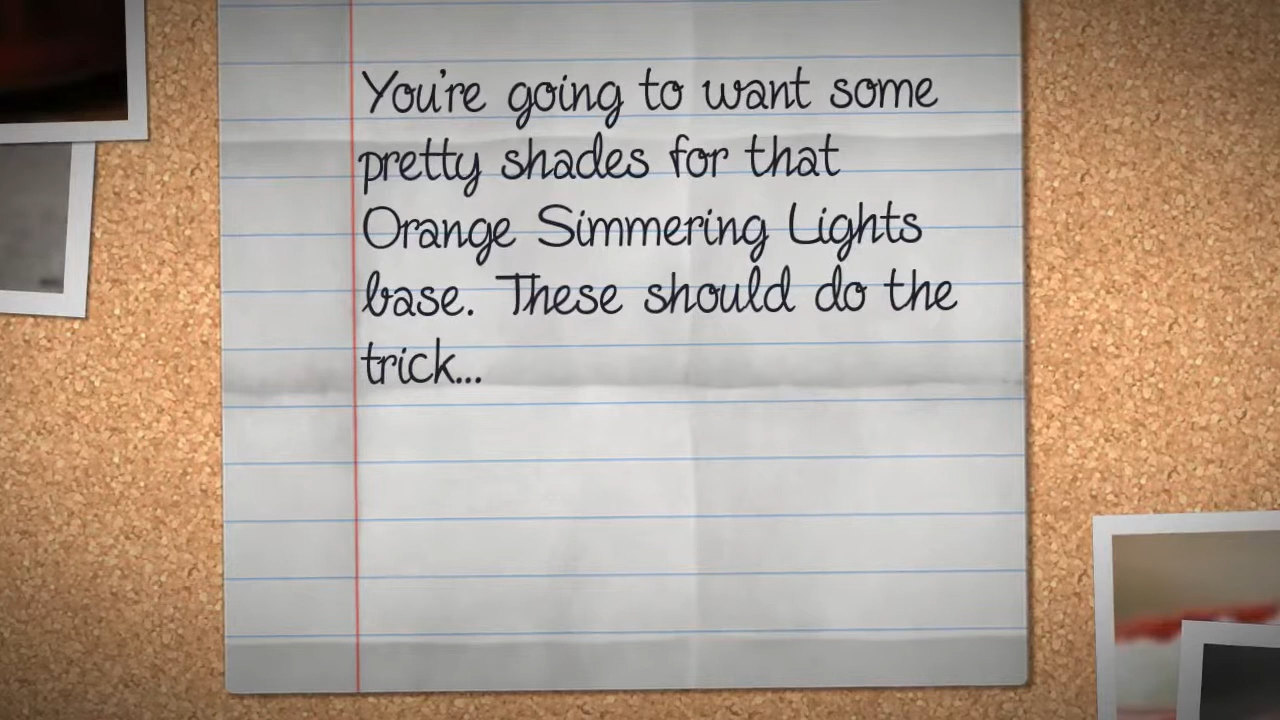 You're going to want some
pretty shades for that
Orange Simmering Lights
base. These should do the
trick...